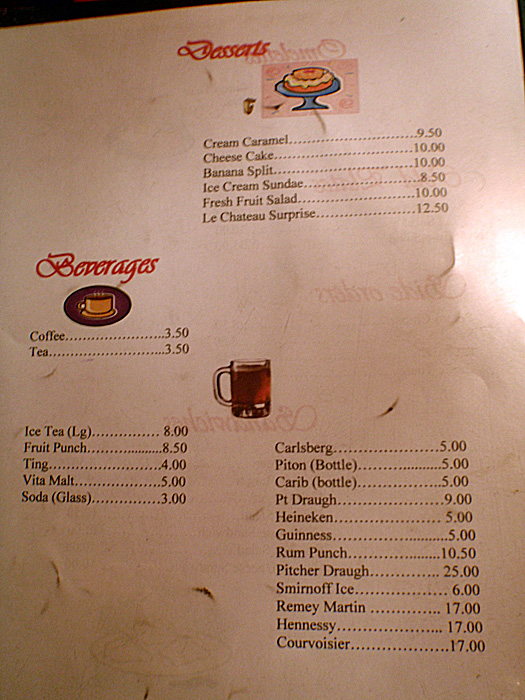 Desserts
Cream Caramel..............................9.50
Cheese Cake.................................10.00
Banana Split..................................10.00
Ice Cream Sundae..........................8.50
Fresh Fruit Salad...........................10.00
Le Chateau Surprise........................12.50
Beverages
Coffee.......................3.50
Tea...........................3.50
Ice Tea (Lg)................ 8.00
Fruit Punch..................8.50
Ting...........................4.00
Vita Malt.....................5.00
Soda (Glass)................3.00
Carlsberg........................5.00
Piton (Bottle).....................5.00
Carib (bottle).....................5.00
Pt Draugh.........................9.00
Heineken........................ 5.00
Guinness..........................5.00
Rum Punch.....................10.50
Pitcher Draugh............... 25.00
Smirnoff Ice..................... 6.00
Remey Martin ............... 17.00
Hennessy........................ 17.00
Courvoisier.....................17.00